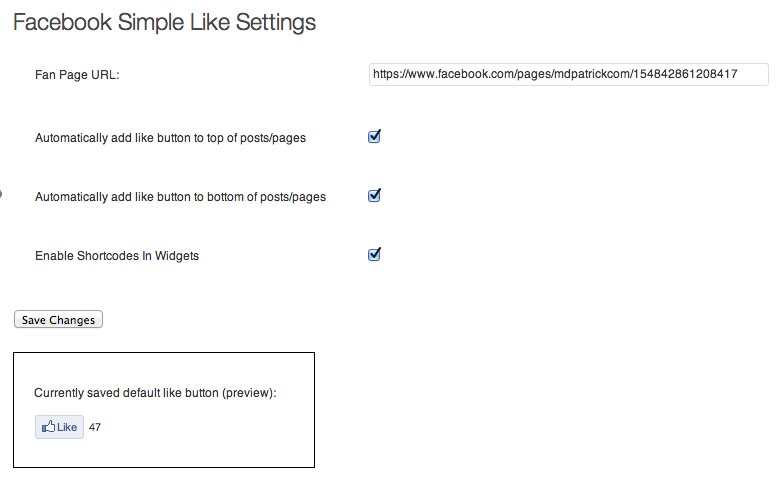 Facebook Simple Like Settings
Fan Page URL: https://www.facebook.com/pages/mdpatrickcom/154842861208417
Automatically add like button to top of posts/pages
Automatically add like button to bottom of posts/pages
Enable Shortcodes In Widgets
Save Changes
Currently saved default like button (preview):
Like 47